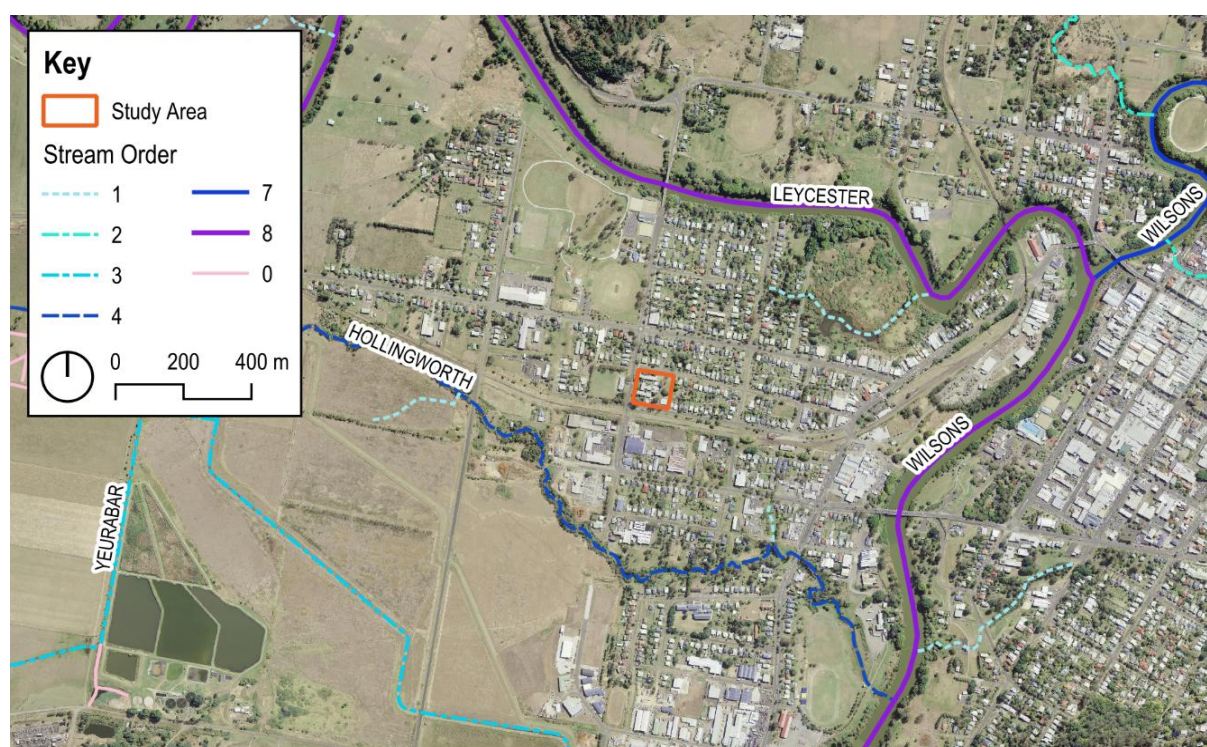 Key
Study Area
Stream Order
1
7
2
8
3
0
4
0 200 400 m
LEYCESTER
WILSONS
HOLLINGWORTH
WILSONS
YEURABAR